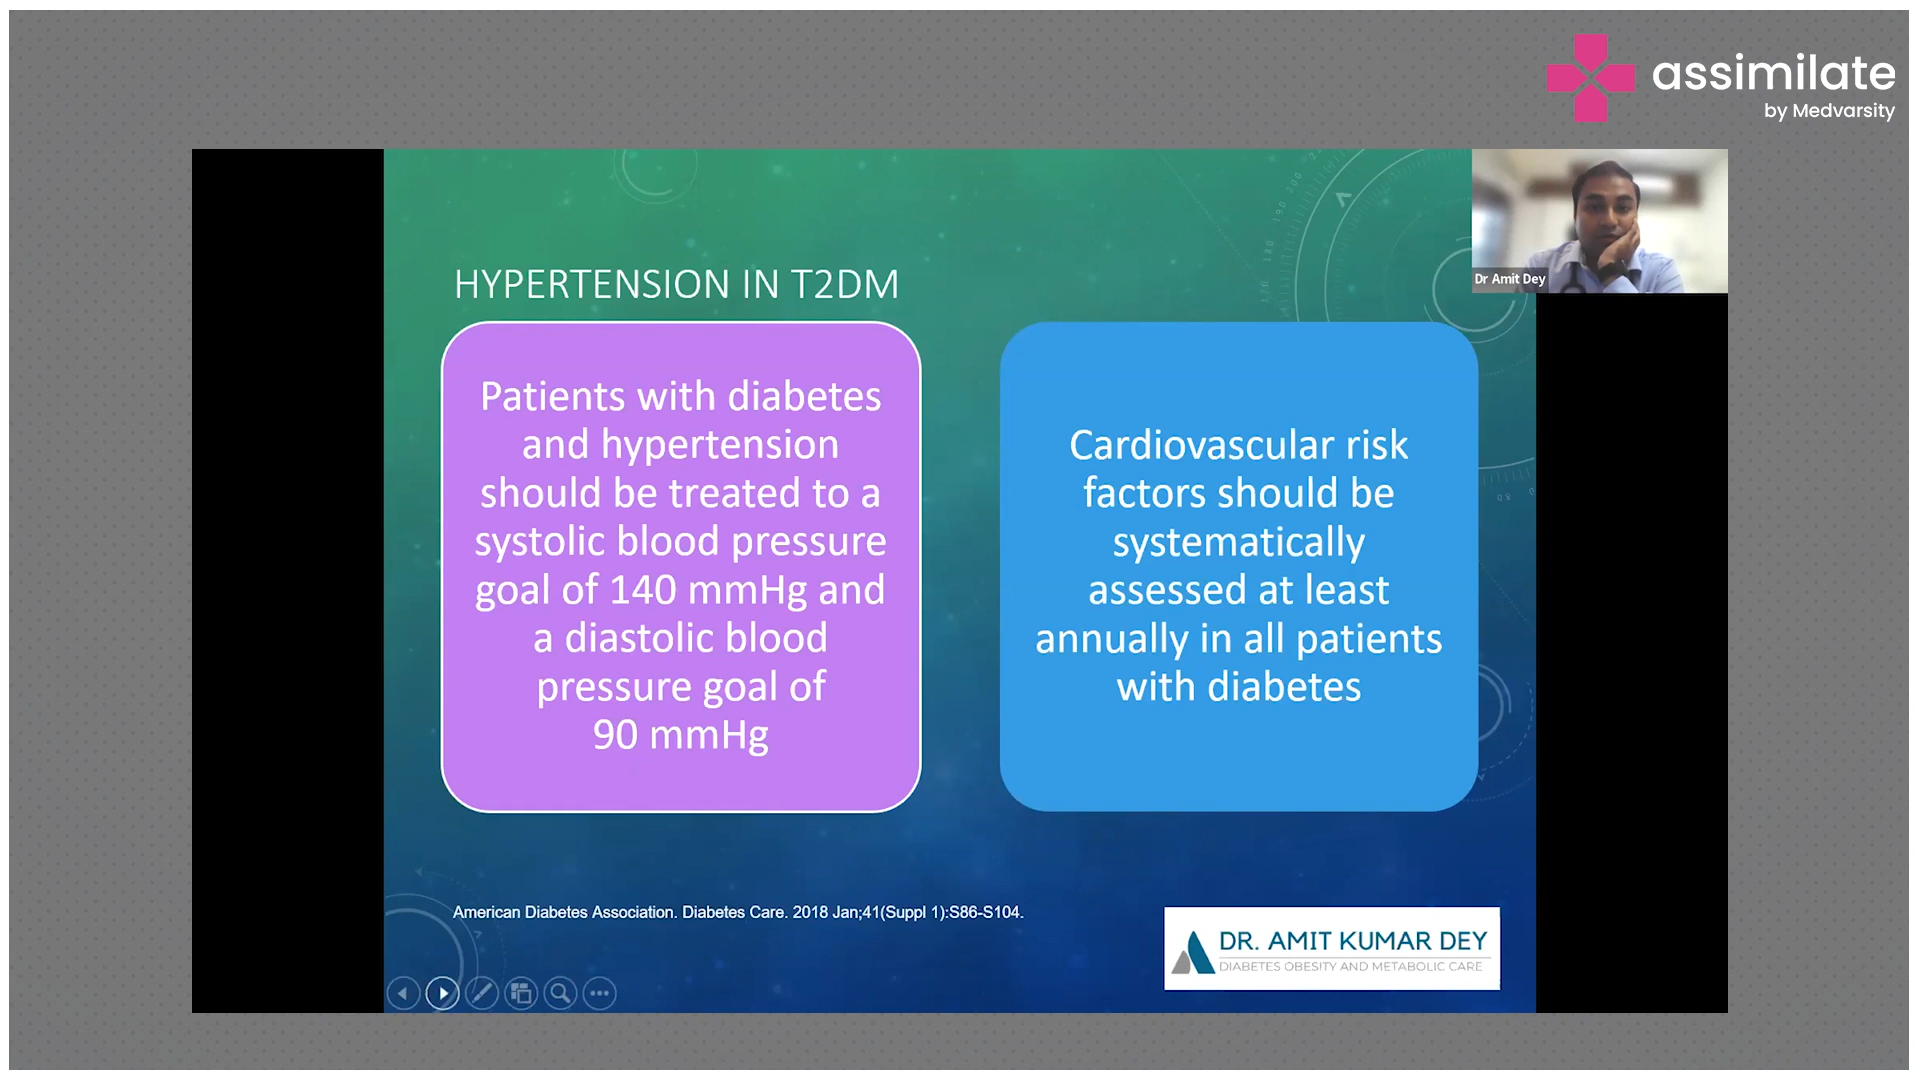 assimilate
by Medvarsity
Dr Amit Dey
HYPERTENSION IN T2DM
Patients with diabetes
and hypertension
should be treated to a
systolic blood pressure
goal of 140 mmHg and
a diastolic blood
pressure goal of
90 mmHg
Cardiovascular risk
factors should be
systematically
assessed at least
annually in all patients
with diabetes
American Diabetes Association. Diabetes Care. 2018 Jan;41(Suppl 1):S86-S104.
DR. AMIT KUMAR DEY
DIABETES OBESITY AND METABOLIC CARE